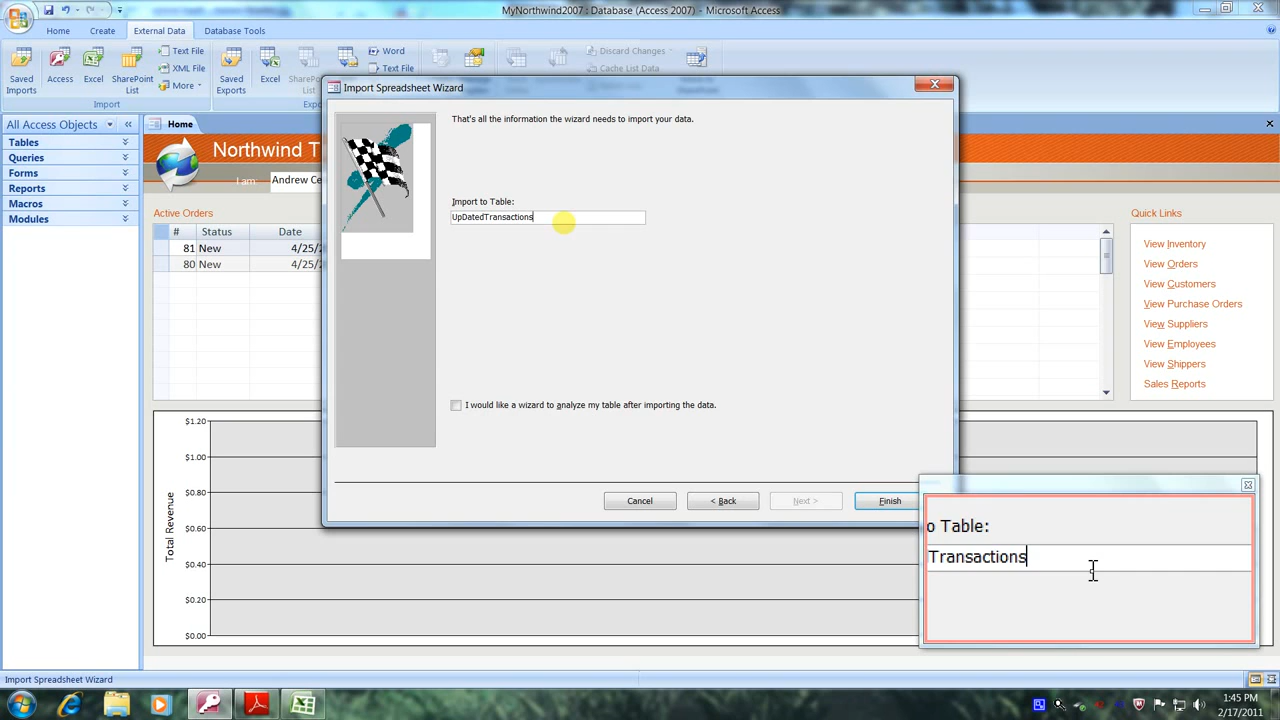 MyNorthwind2007 : Database (Access 2007) - Microsoft Access
Home
Create
External Data
Database Tools
Saved Imports
Access
Excel
SharePoint List
Text File
XML File
More
Import
Saved Exports
Excel
SharePoint List
Word
Text File
Discard Changes
Cache List Data
All Access Objects
Tables
Queries
Forms
Reports
Macros
Modules
Home
Northwind T
I am:
Andrew Ce
Active Orders
# Status Date
81 New 4/25/2
80 New 4/25/2
Quick Links
View Inventory
View Orders
View Customers
View Purchase Orders
View Suppliers
View Employees
View Shippers
Sales Reports
Import Spreadsheet Wizard
That's all the information the wizard needs to import your data.
Import to Table:
UpDatedTransactions
I would like a wizard to analyze my table after importing the data.
Cancel
< Back
Next >
Finish
Total Revenue
$1.20
$1.00
$0.80
$0.60
$0.40
$0.20
$0.00
o Table:
Transactions
Import Spreadsheet Wizard
1:45 PM
2/17/2011